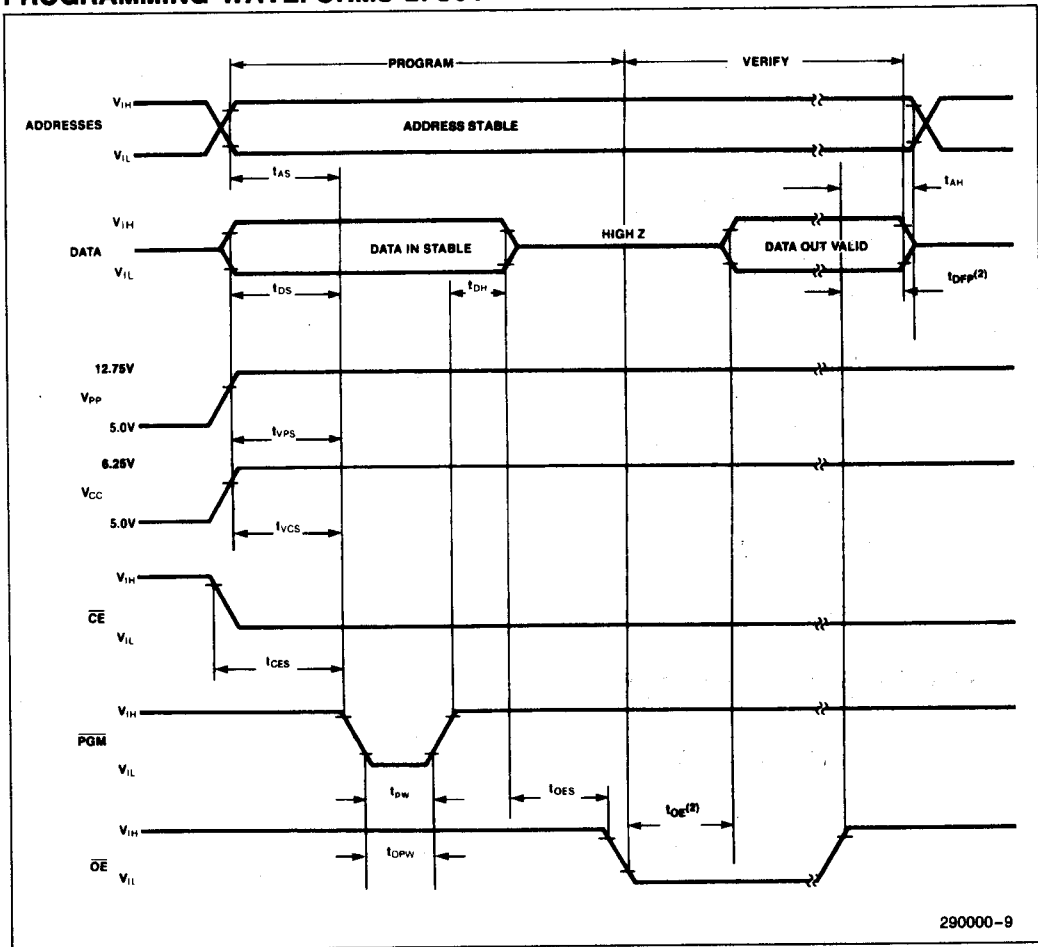 PROGRAMMING WAVEFORMS
PROGRAM
VERIFY
VIH
ADDRESSES
ADDRESS STABLE
VIL
tAS
tAH
VIH
DATA
DATA IN STABLE
HIGH Z
DATA OUT VALID
VIL
tDS
tDH
tDFP(2)
12.75V
VPP
5.0V
tVPS
6.25V
VCC
5.0V
tVCS
VIH
CE
VIL
tCES
VIH
PGM
VIL
tPW
tOES
tOE(2)
VIH
OE
tOPW
VIL
290000-9